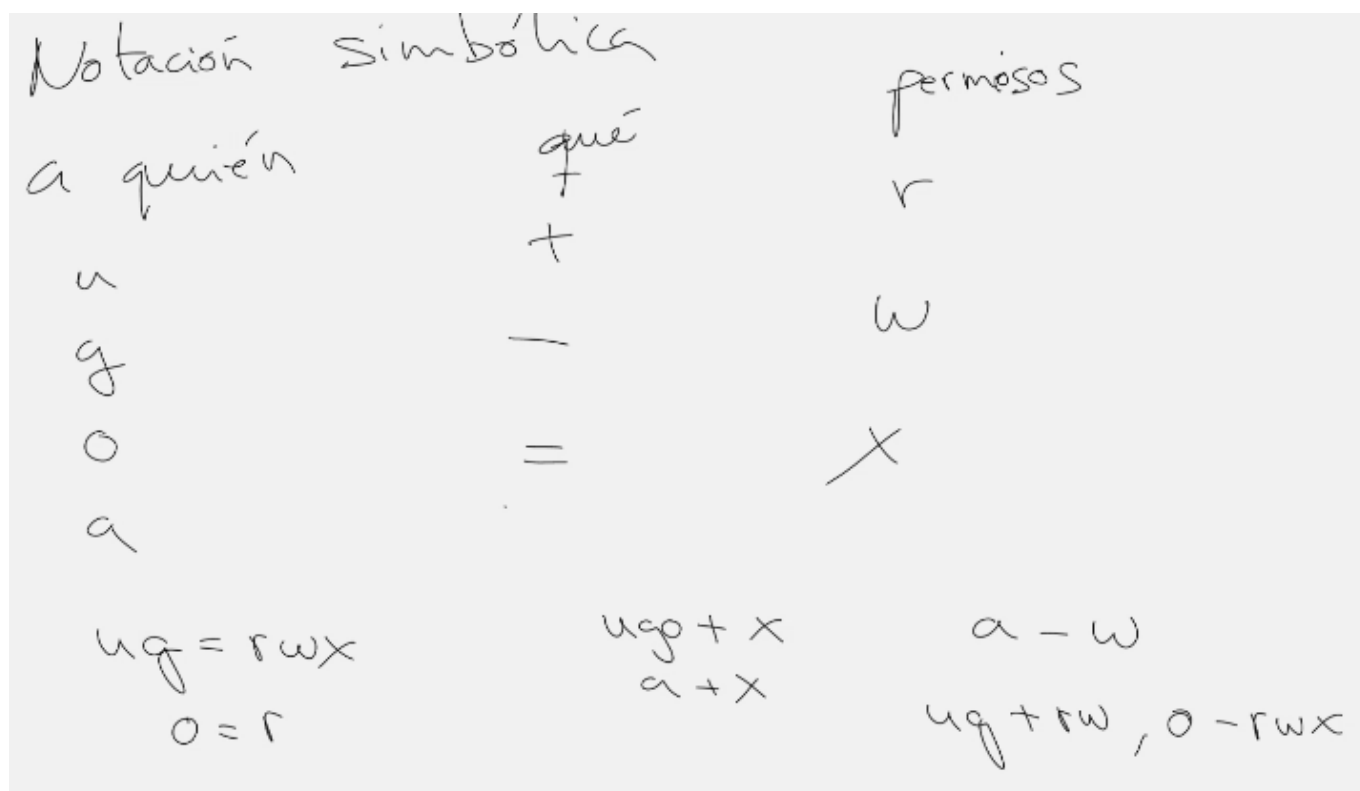 Notación simbólica
a quién qué permisos
+ r
u +
g - w
o = x
a
ug = rwx ugo + x a - w
o = r a + x ug + rw, o - rwx